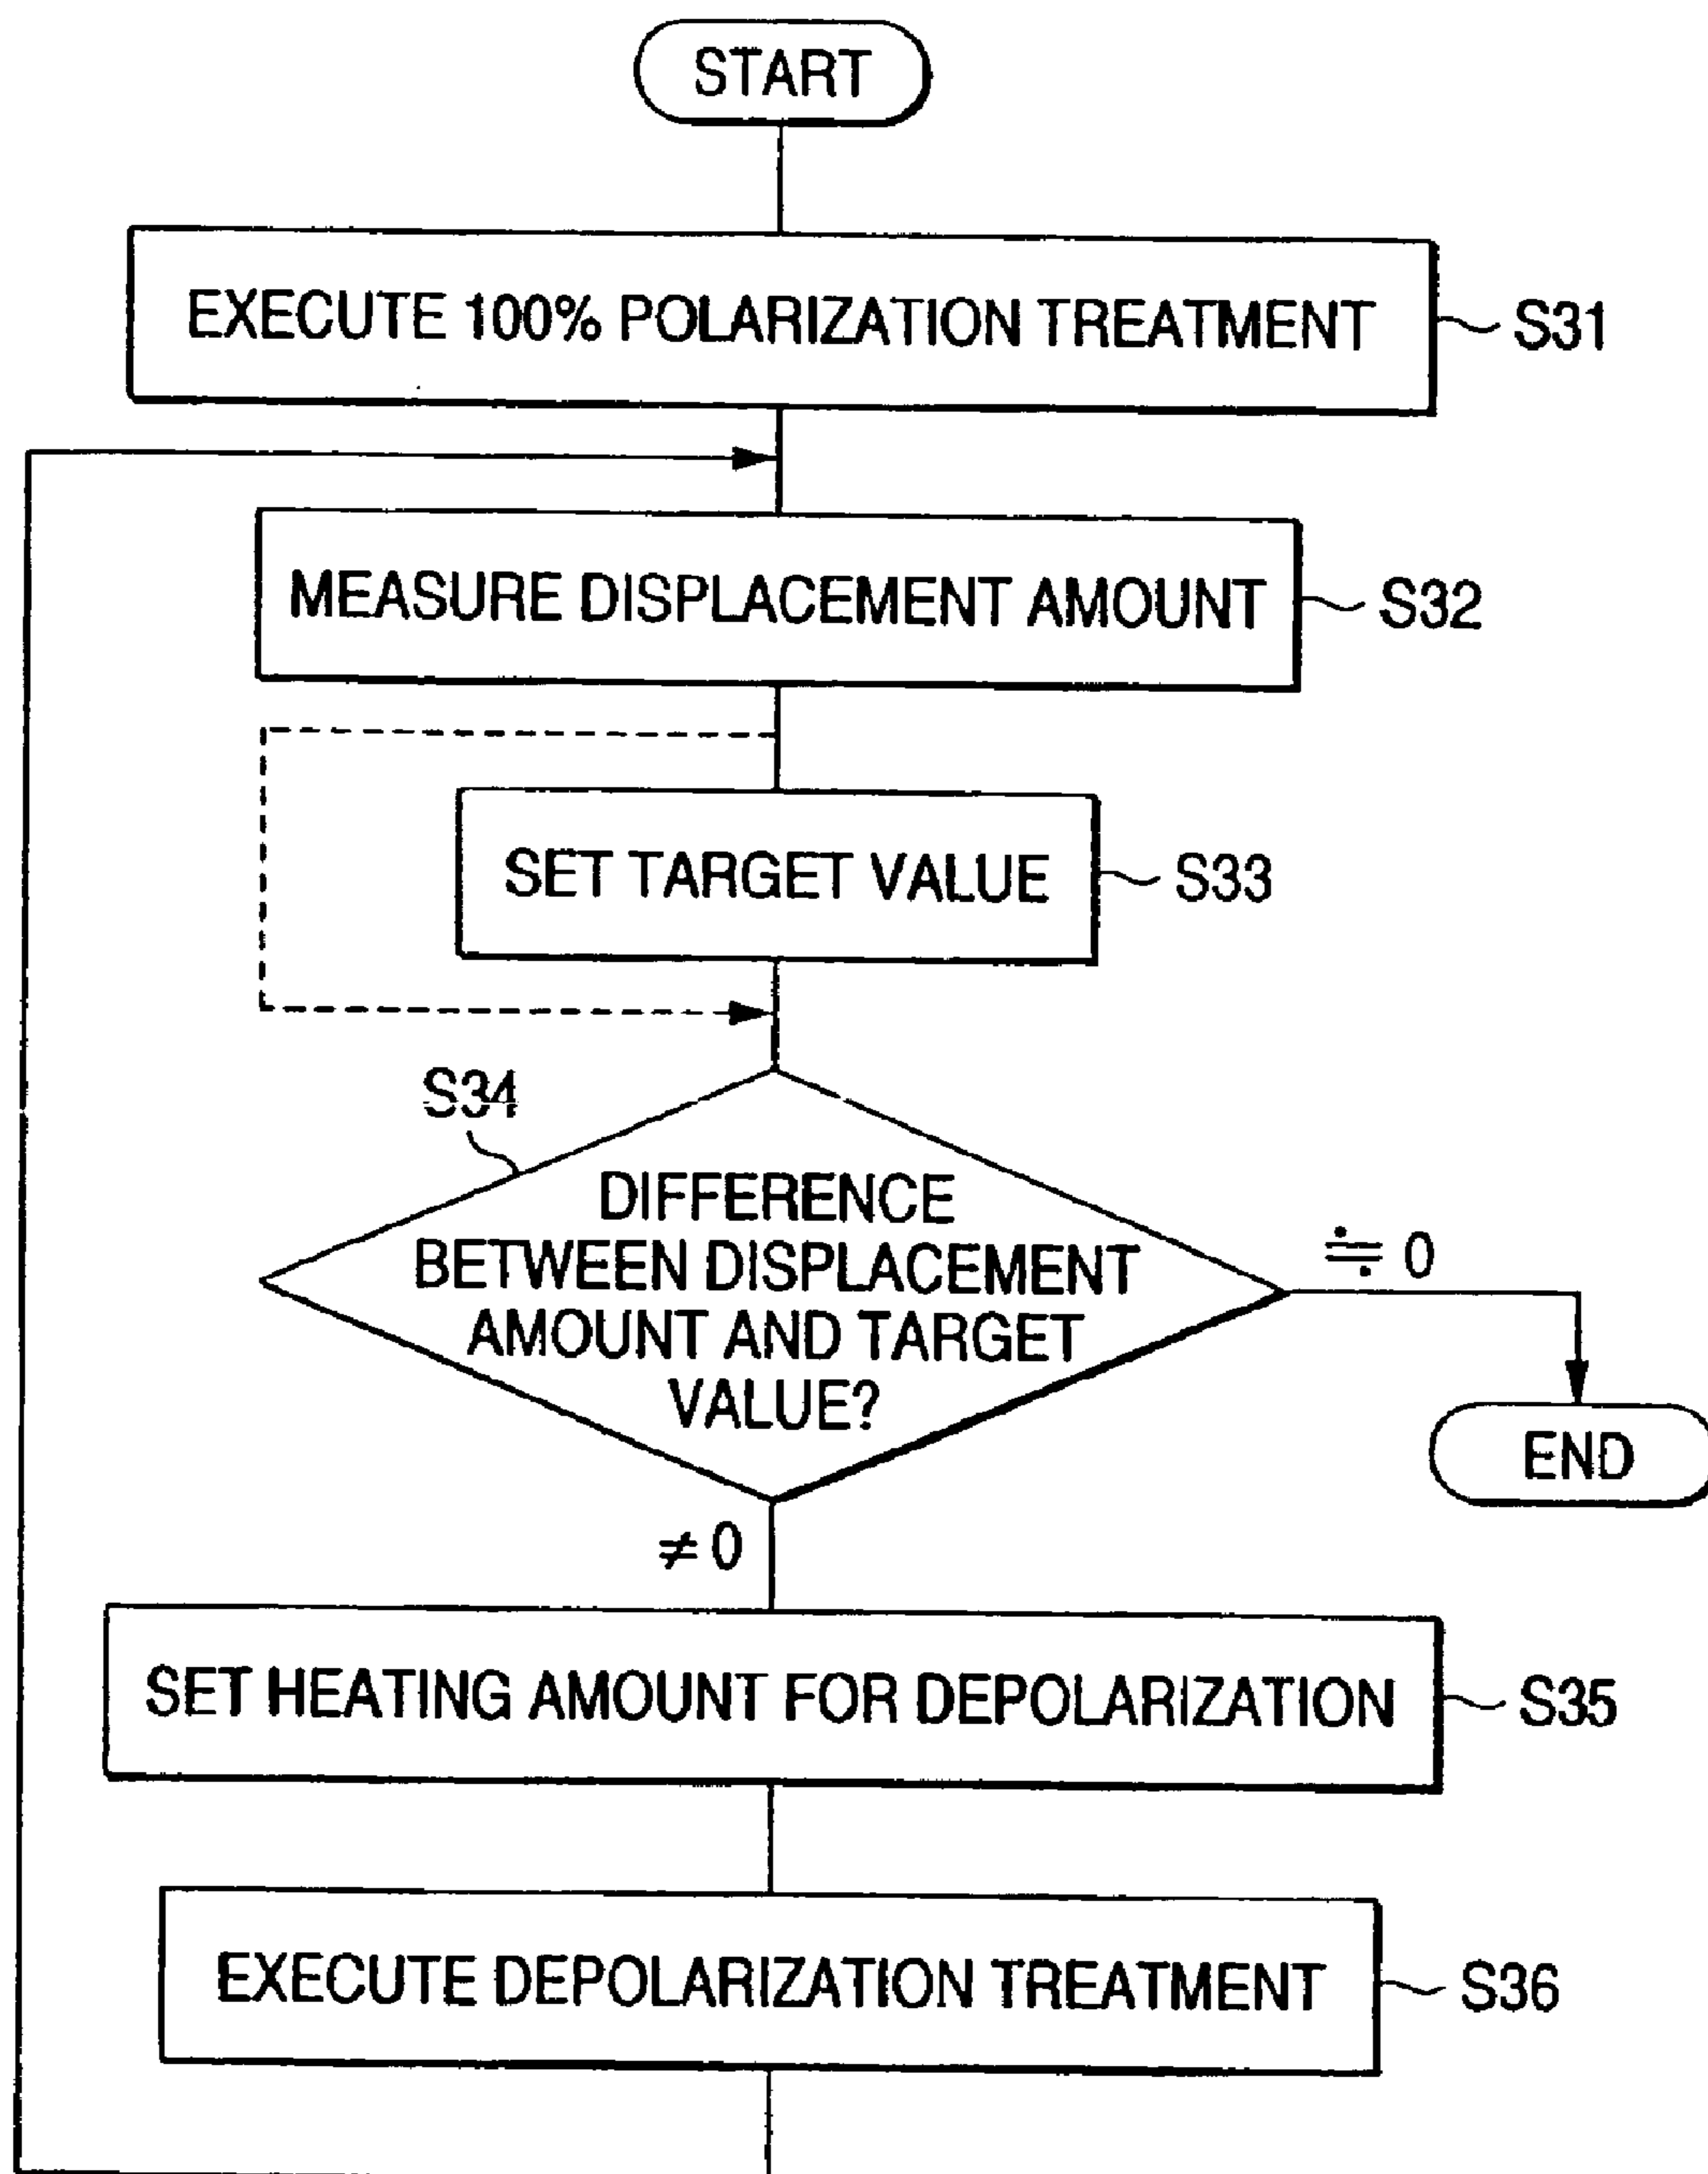 START
EXECUTE 100% POLARIZATION TREATMENT
S31
MEASURE DISPLACEMENT AMOUNT
S32
SET TARGET VALUE
S33
S34
DIFFERENCE
BETWEEN DISPLACEMENT
AMOUNT AND TARGET
VALUE?
≒ 0
END
≠ 0
SET HEATING AMOUNT FOR DEPOLARIZATION
S35
EXECUTE DEPOLARIZATION TREATMENT
S36